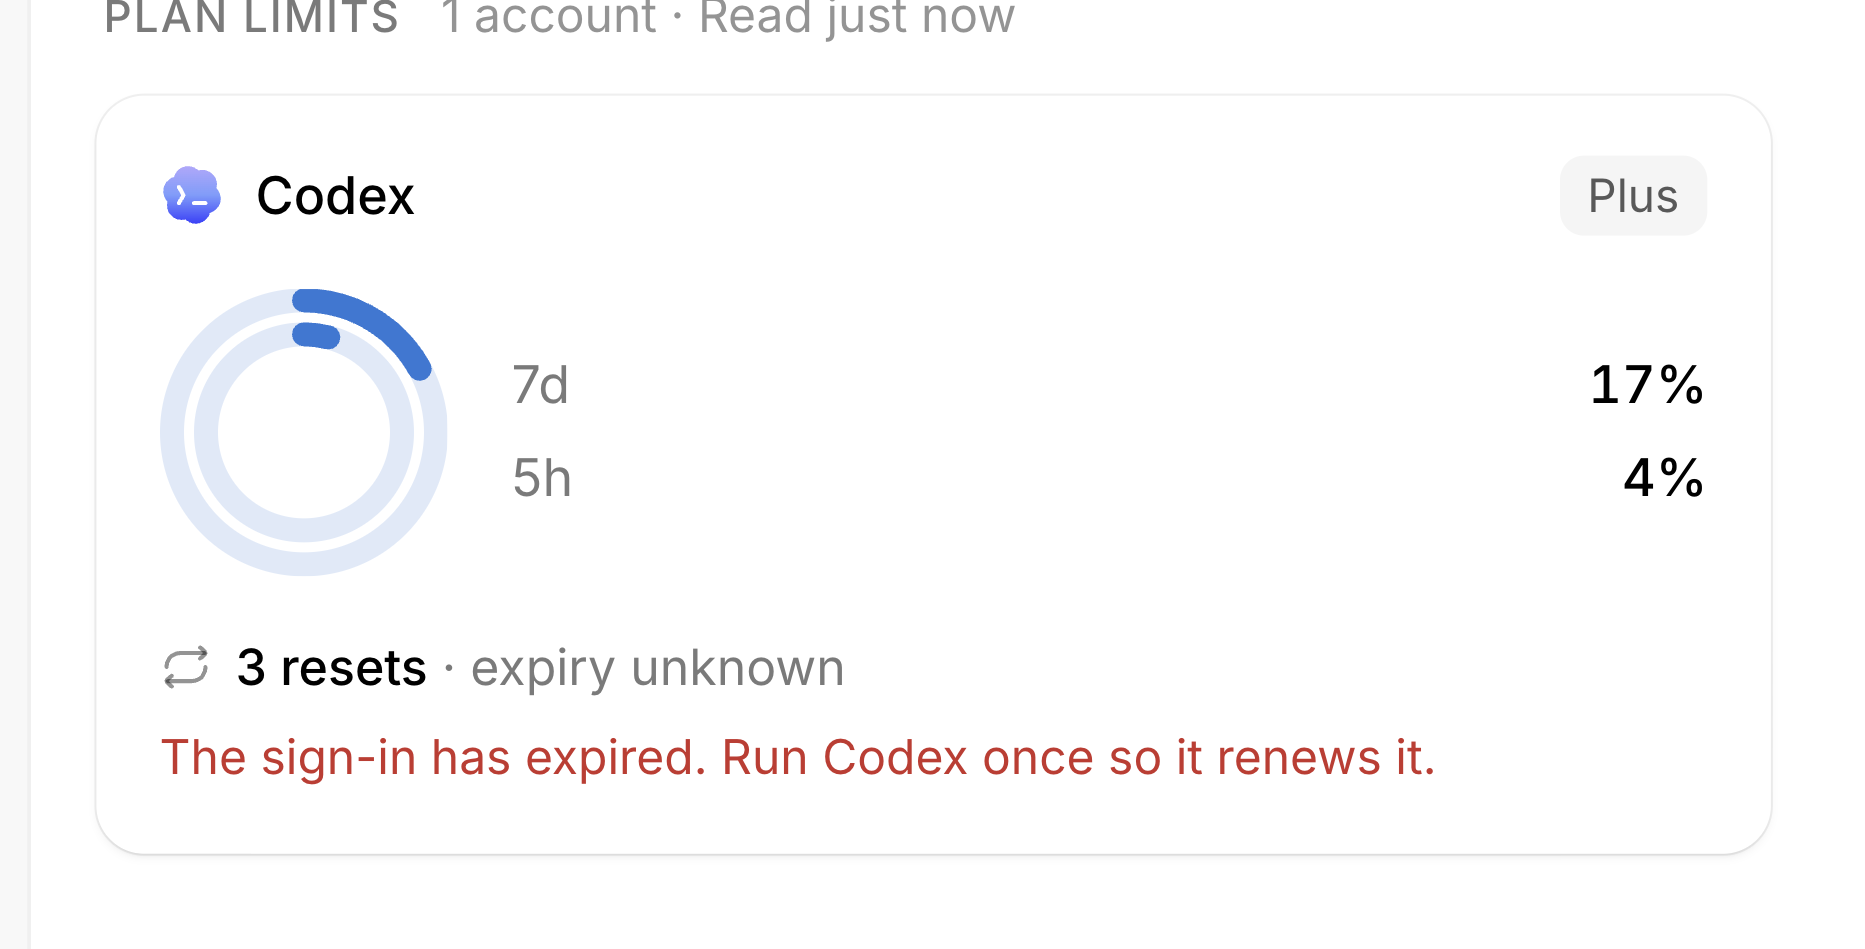 PLAN LIMITS 1 account · Read just now
Codex
Plus
7d 17%
5h 4%
3 resets · expiry unknown
The sign-in has expired. Run Codex once so it renews it.